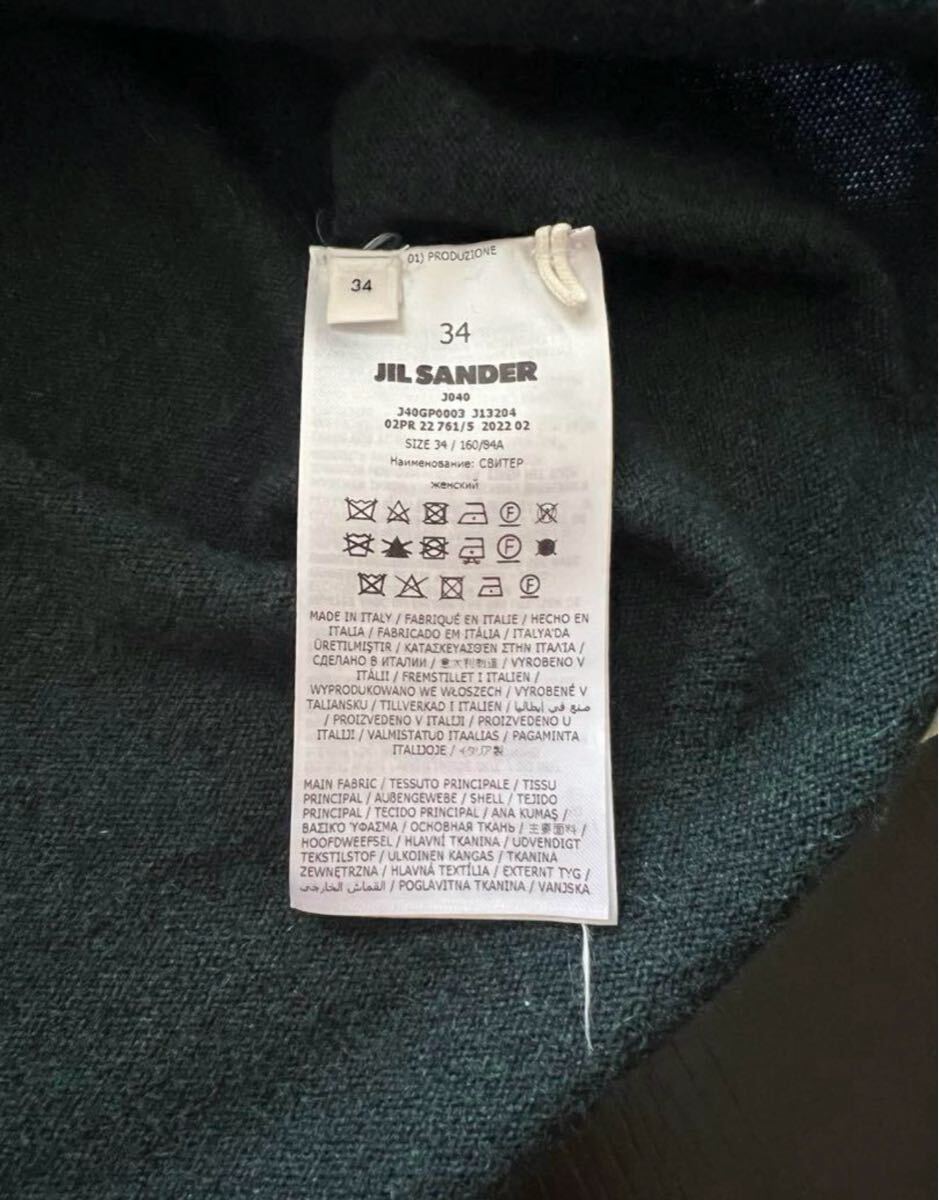 01) PRODUZIONE
34
34
JIL SANDER
J040
J40GP0003 J13204
02PR 22 761/5 2022 02
SIZE 34 / 160/84A
Наименование: СВИТЕР
женский
MADE IN ITALY / FABRIQUÉ EN ITALIE / HECHO EN
ITALIA / FABRICADO EM ITÁLIA / ITALYA'DA
ÜRETILMIŞTIR / ΚΑΤΑΣΚΕΥΑΣΘΕΝ ΣΤΗΝ ΙΤΑΛΙΑ /
СДЕЛАНО В ИТАЛИИ / 意大利制造 / VYROBENO V
ITÁLII / FREMSTILLET I ITALIEN /
WYPRODUKOWANO WE WŁOSZECH / VYROBENÉ V
TALIANSKU / TILLVERKAD I ITALIEN / صنع في إيطاليا
/ PROIZVEDENO V ITALIJI / PROIZVEDENO U
ITALIJI / VALMISTATUD ITAALIAS / PAGAMINTA
ITALIJOJE / イタリア製
MAIN FABRIC / TESSUTO PRINCIPALE / TISSU
PRINCIPAL / AUßENGEWEBE / SHELL / TEJIDO
PRINCIPAL / TECIDO PRINCIPAL / ANA KUMAŞ /
ΒΑΣΙΚΌ ΎΦΑΣΜΑ / ОСНОВНАЯ ТКАНЬ / 主要面料 /
HOOFDWEEFSEL / HLAVNÍ TKANINA / UDVENDIGT
TEKSTILSTOF / ULKOINEN KANGAS / TKANINA
ZEWNĘTRZNA / HLAVNÁ TEXTÍLIA / EXTERNT TYG /
القماش الخارجي / POGLAVITNA TKANINA / VANJSKA